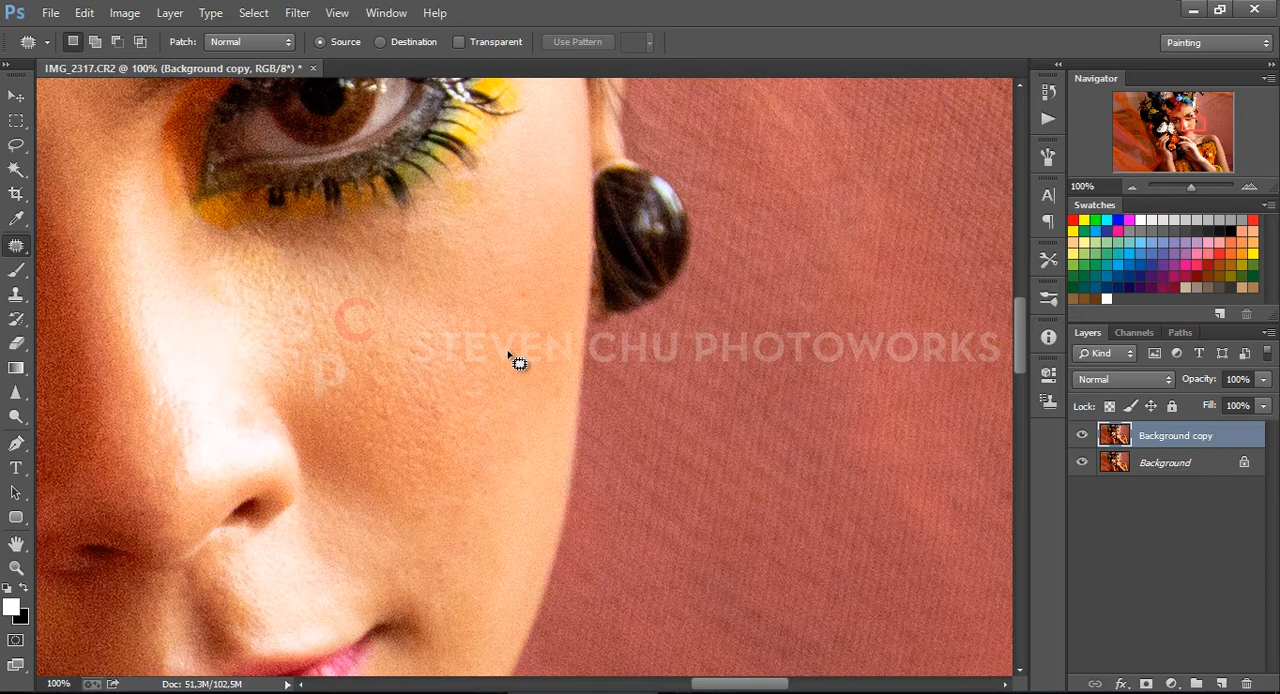 Ps File Edit Image Layer Type Select Filter View Window Help
Patch: Normal Source Destination Transparent Use Pattern Painting
IMG_2317.CR2 @ 100% (Background copy, RGB/8*) * ×
Navigator
100%
Swatches
STEVEN CHU PHOTOWORKS
Layers Channels Paths
Kind
Normal Opacity: 100%
Lock: Fill: 100%
Background copy
Background
100% Doc: 51,3M/102,5M